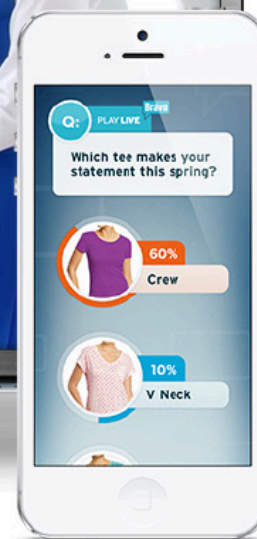 Q:
PLAY LIVE
Bravo
Which tee makes your
statement this spring?
60%
Crew
10%
V Neck